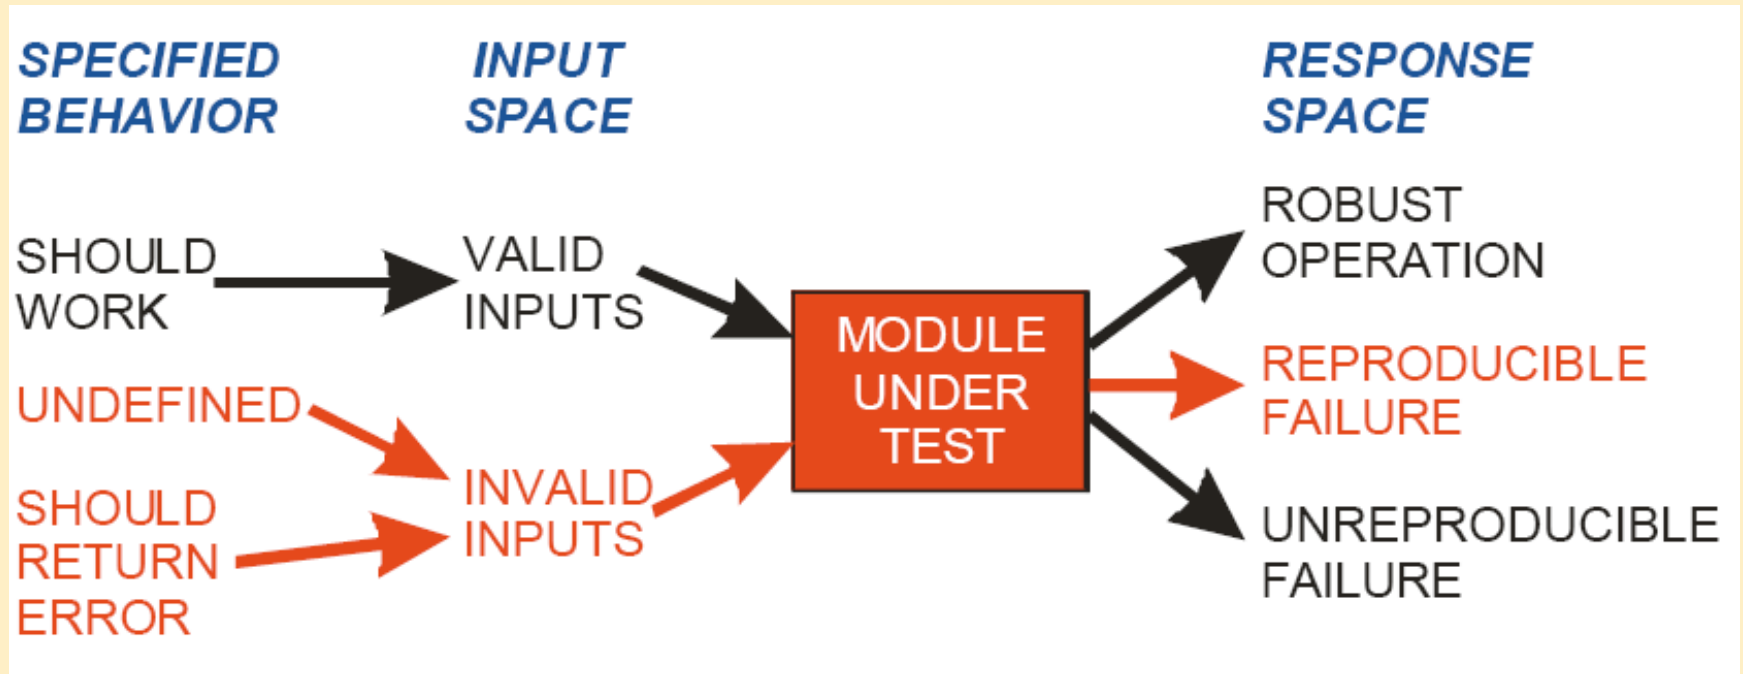 SPECIFIED
BEHAVIOR
INPUT
SPACE
RESPONSE
SPACE
SHOULD
WORK
VALID
INPUTS
UNDEFINED
SHOULD
RETURN
ERROR
INVALID
INPUTS
MODULE
UNDER
TEST
ROBUST
OPERATION
REPRODUCIBLE
FAILURE
UNREPRODUCIBLE
FAILURE